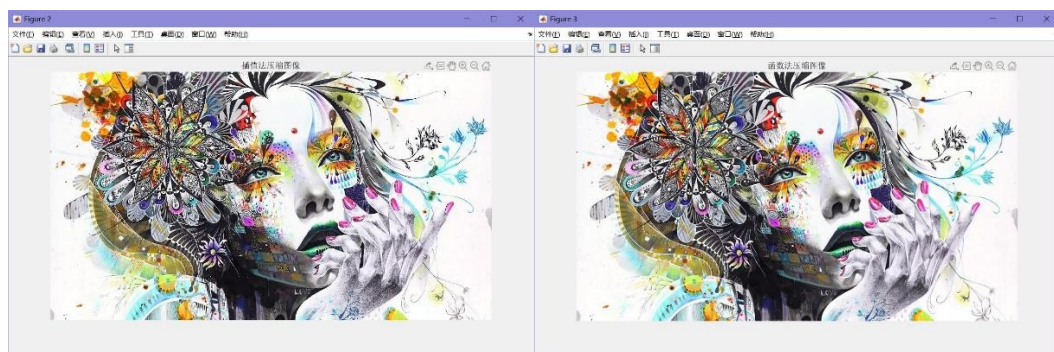 Figure 2
文件(F) 编辑(E) 查看(V) 插入(I) 工具(T) 桌面(D) 窗口(W) 帮助(H)
插值法压缩图像
Figure 3
文件(F) 编辑(E) 查看(V) 插入(I) 工具(T) 桌面(D) 窗口(W) 帮助(H)
函数法压缩图像